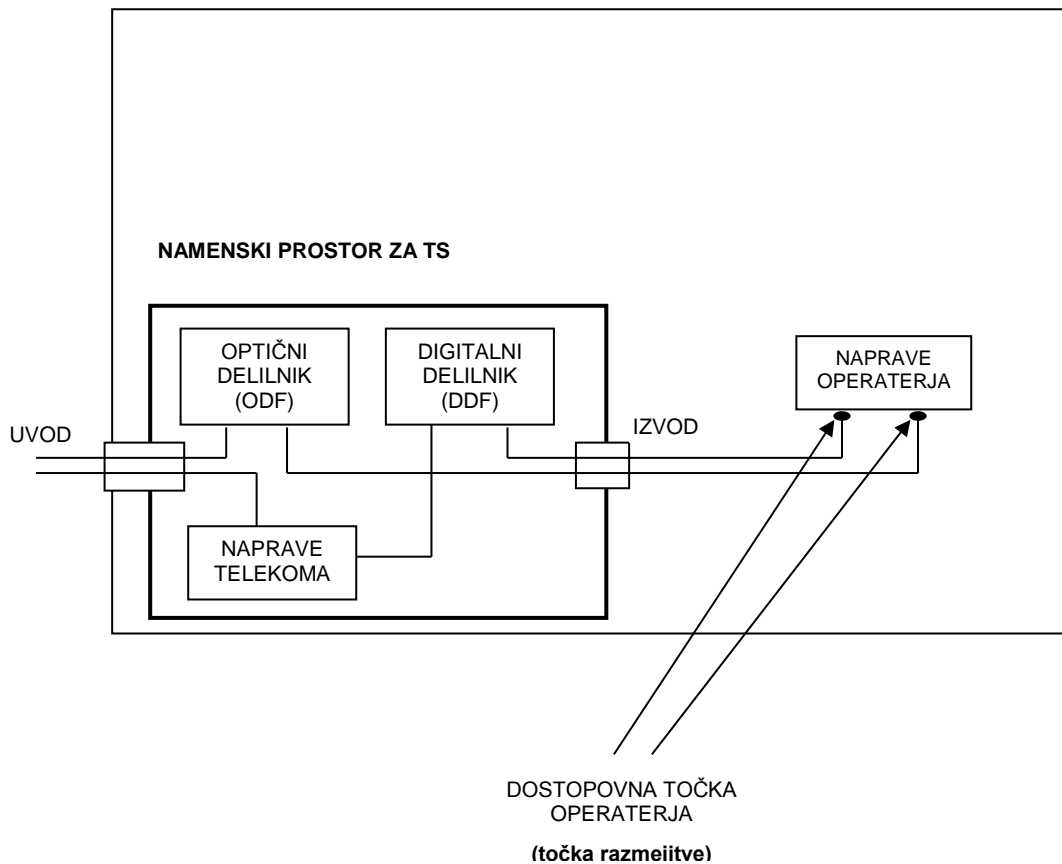 NAMENSKI PROSTOR ZA TS
OPTIČNI
DELILNIK
(ODF)
DIGITALNI
DELILNIK
(DDF)
NAPRAVE
OPERATERJA
UVOD
IZVOD
NAPRAVE
TELEKOMA
DOSTOPOVNA TOČKA
OPERATERJA
(točka razmejitve)